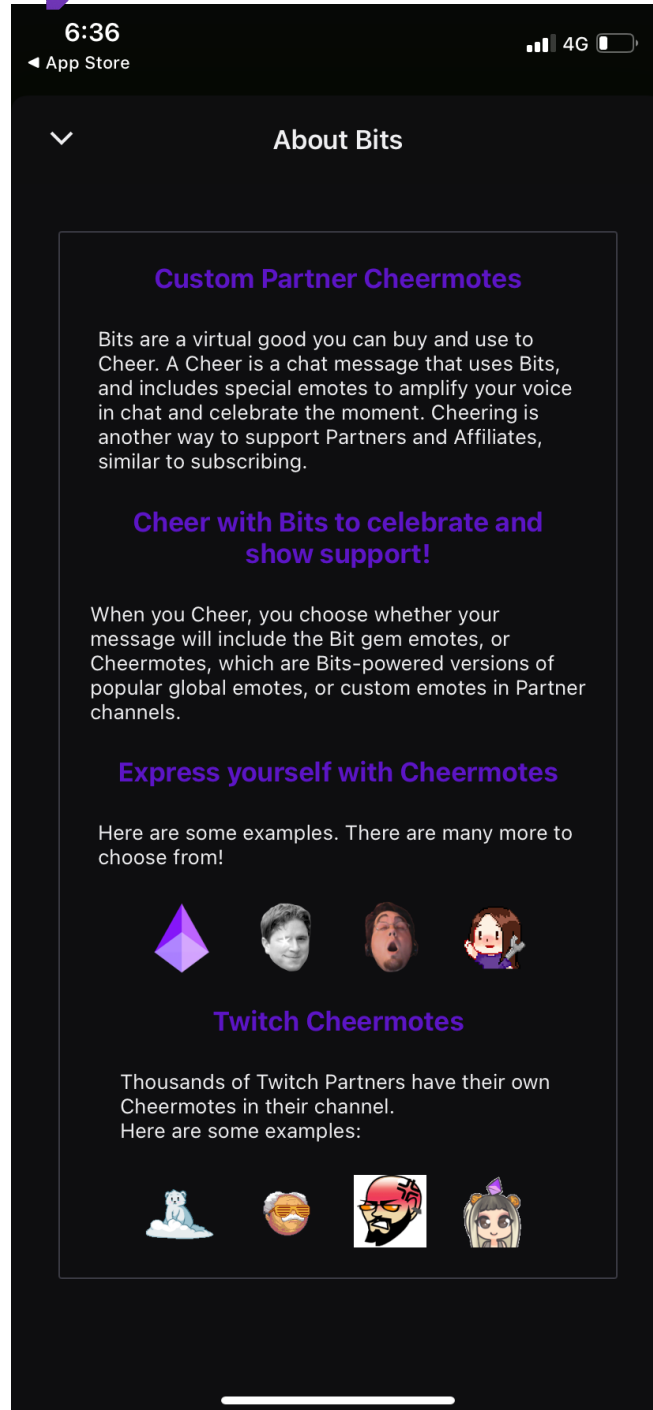 6:36
4G
◀ App Store
About Bits
Custom Partner Cheermotes
Bits are a virtual good you can buy and use to
Cheer. A Cheer is a chat message that uses Bits,
and includes special emotes to amplify your voice
in chat and celebrate the moment. Cheering is
another way to support Partners and Affiliates,
similar to subscribing.
Cheer with Bits to celebrate and
show support!
When you Cheer, you choose whether your
message will include the Bit gem emotes, or
Cheermotes, which are Bits-powered versions of
popular global emotes, or custom emotes in Partner
channels.
Express yourself with Cheermotes
Here are some examples. There are many more to
choose from!
Twitch Cheermotes
Thousands of Twitch Partners have their own
Cheermotes in their channel.
Here are some examples: